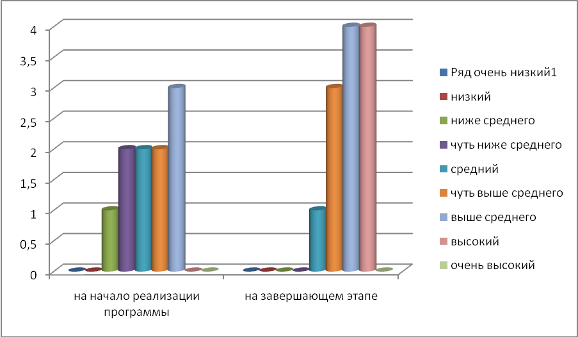 4
3,5
3
2,5
2
1,5
1
0,5
0
на начало реализации
программы
на завершающем этапе
Ряд очень низкий1
низкий
ниже среднего
чуть ниже среднего
средний
чуть выше среднего
выше среднего
высокий
очень высокий